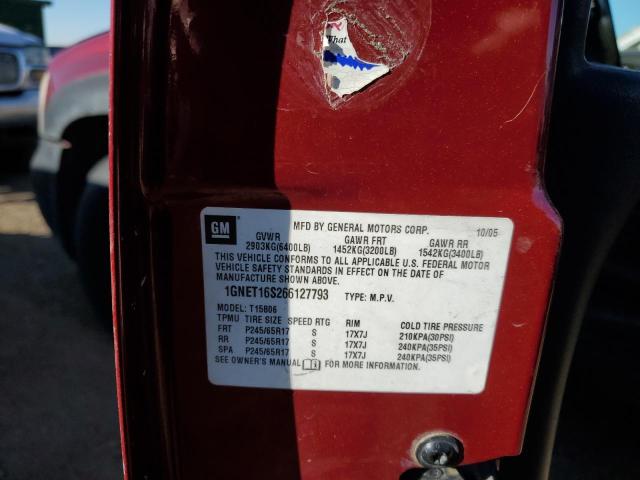 What
GM
MFD BY GENERAL MOTORS CORP. 10/05
GVWR GAWR FRT GAWR RR
2903KG(6400LB) 1452KG(3200LB) 1542KG(3400LB)
THIS VEHICLE CONFORMS TO ALL APPLICABLE U.S. FEDERAL MOTOR
VEHICLE SAFETY STANDARDS IN EFFECT ON THE DATE OF
MANUFACTURE SHOWN ABOVE.
1GNET16S266127793 TYPE: M.P.V.
MODEL: T15806
TPMU TIRE SIZE SPEED RTG RIM COLD TIRE PRESSURE
FRT P245/65R17 S 17X7J 210KPA(30PSI)
RR P245/65R17 S 17X7J 240KPA(35PSI)
SPA P245/65R17 S 17X7J 240KPA(35PSI)
SEE OWNER'S MANUAL FOR MORE INFORMATION.